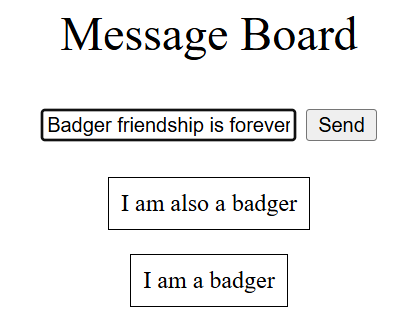 Message Board
Badger friendship is forever Send
I am also a badger
I am a badger